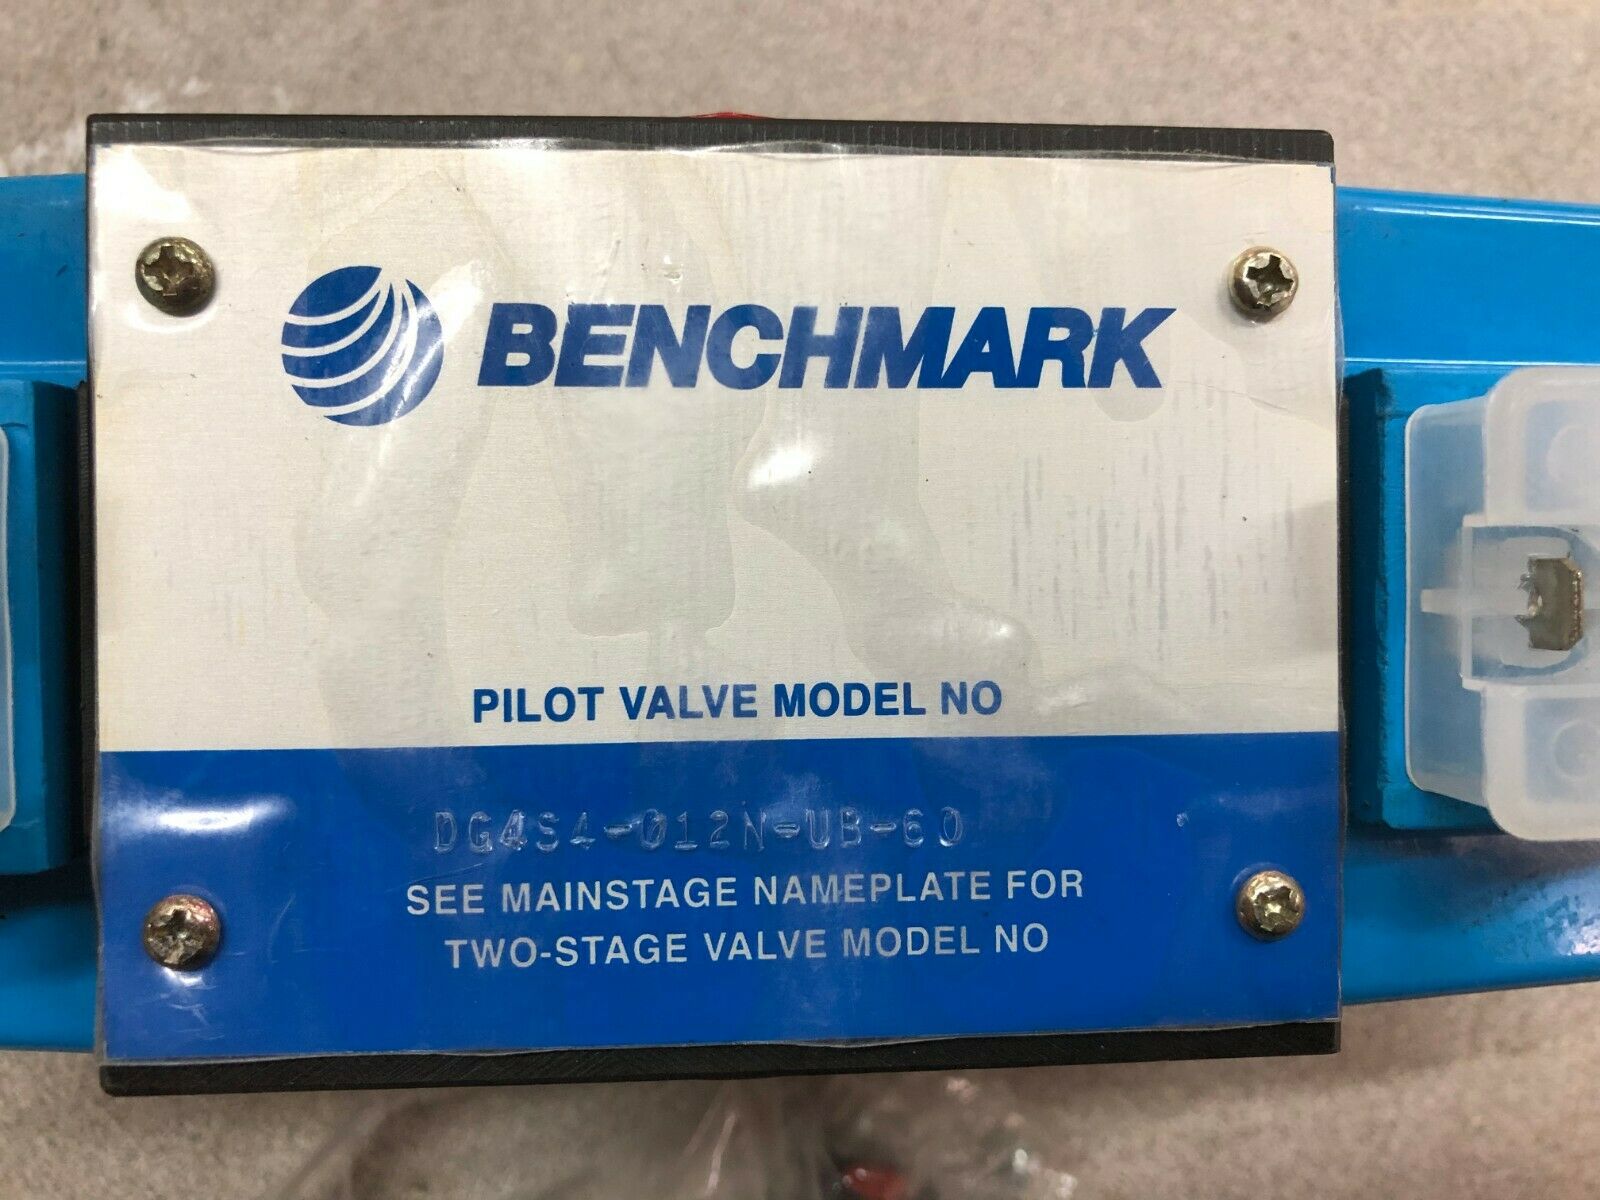 BENCHMARK
PILOT VALVE MODEL NO
DG4S4-012N-UB-60
SEE MAINSTAGE NAMEPLATE FOR
TWO-STAGE VALVE MODEL NO